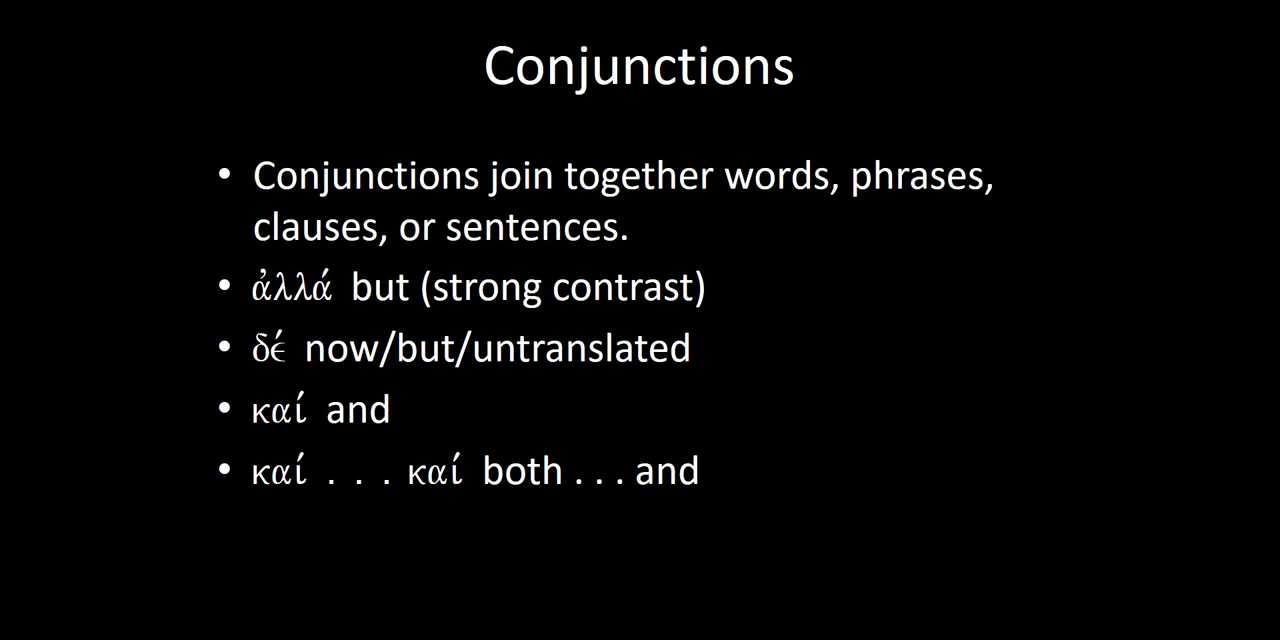 Conjunctions
• Conjunctions join together words, phrases,
clauses, or sentences.
• ἀλλά but (strong contrast)
• δέ now/but/untranslated
• καί and
• καί . . . καί both . . . and